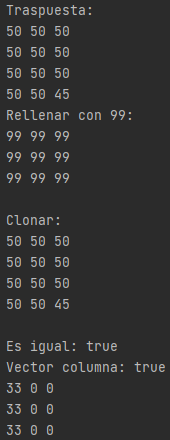 Traspuesta:
50 50 50
50 50 50
50 50 50
50 50 45
Rellenar con 99:
99 99 99
99 99 99
99 99 99
Clonar:
50 50 50
50 50 50
50 50 50
50 50 45
Es igual: true
Vector columna: true
33 0 0
33 0 0
33 0 0